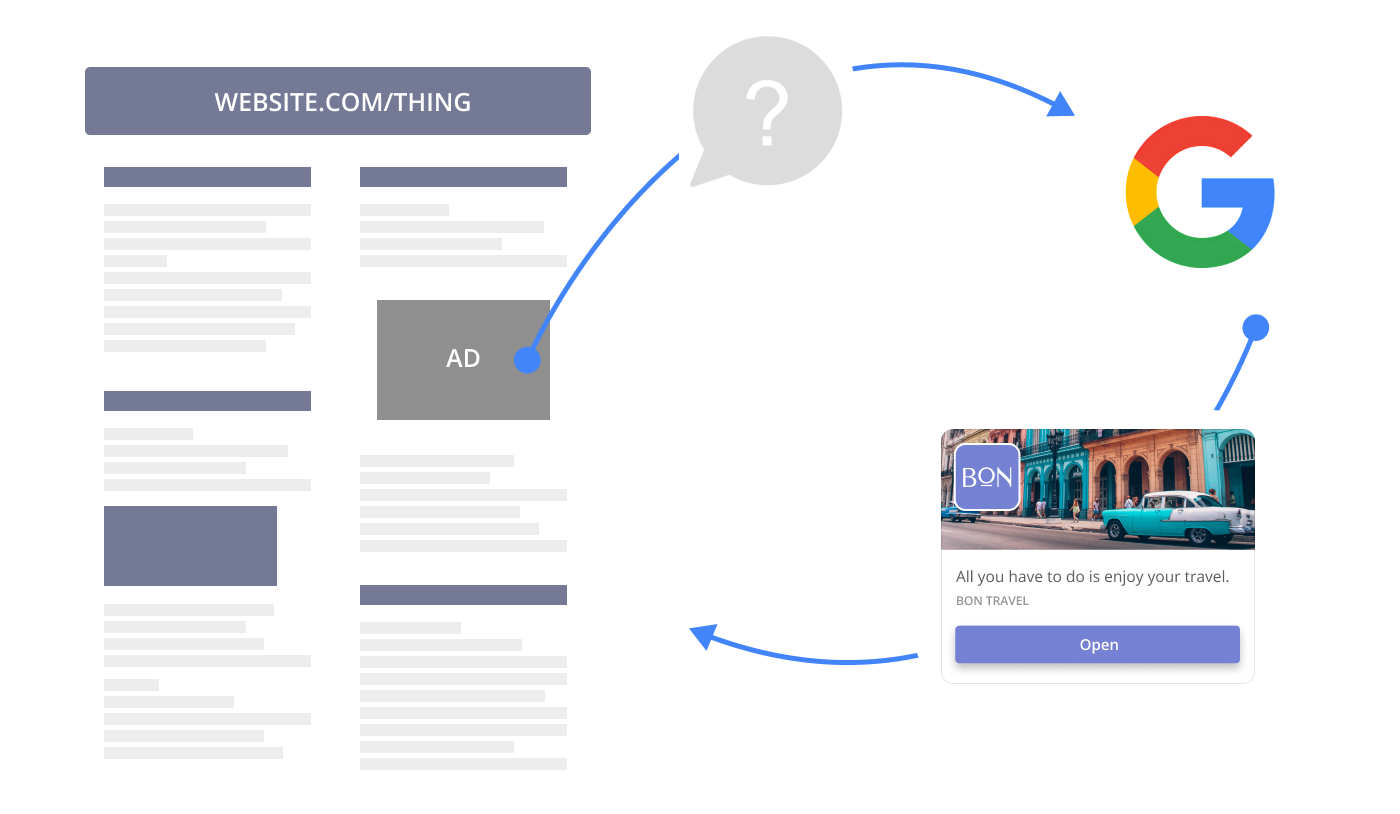 WEBSITE.COM/THING
?
AD
BON
All you have to do is enjoy your travel.
BON TRAVEL
Open